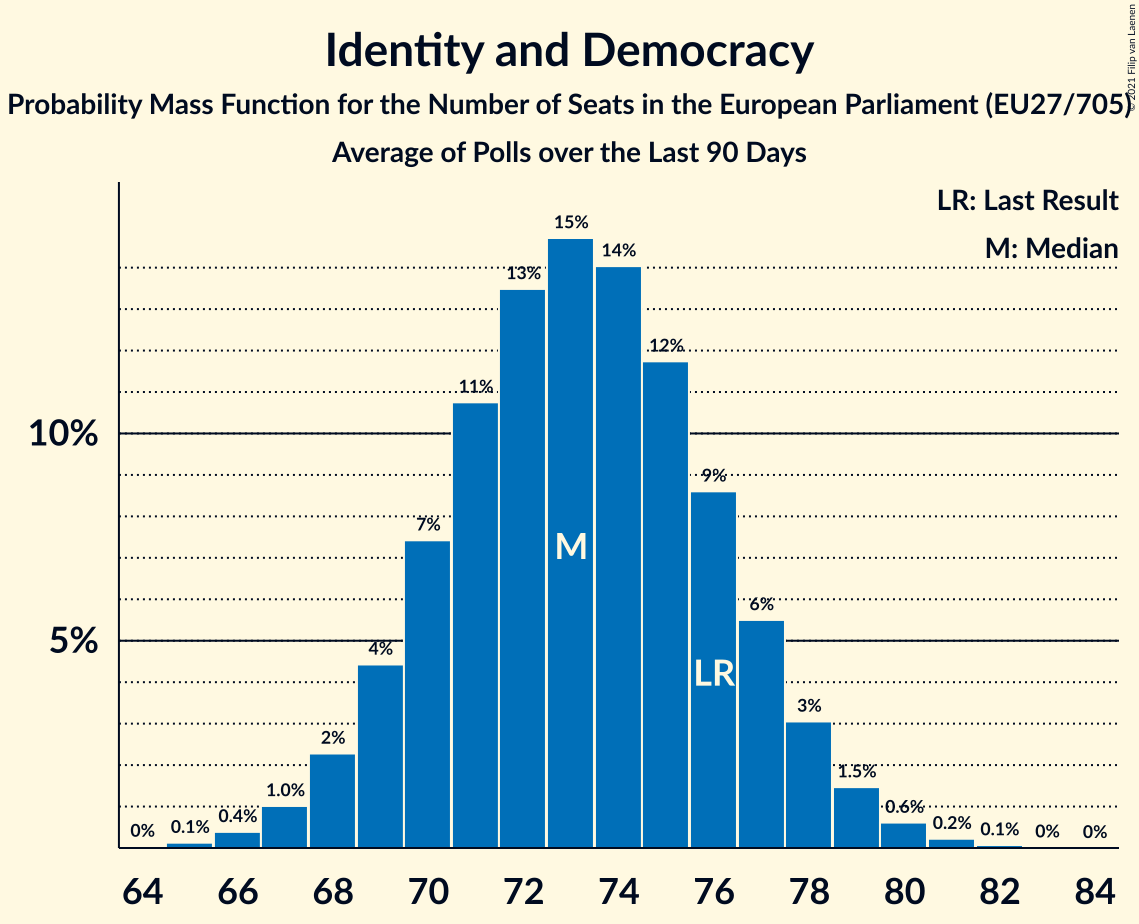 Identity and Democracy
Probability Mass Function for the Number of Seats in the European Parliament (EU27/705)
Average of Polls over the Last 90 Days
© 2021 Filip van Laenen
LR: Last Result
M: Median
15%
14%
13%
12%
11%
10%
9%
7%
M
6%
5%
4%
LR
3%
2%
1.5%
1.0%
0.6%
0.4%
0.2%
0.1%
0.1%
0%
0%
0%
64 66 68 70 72 74 76 78 80 82 84